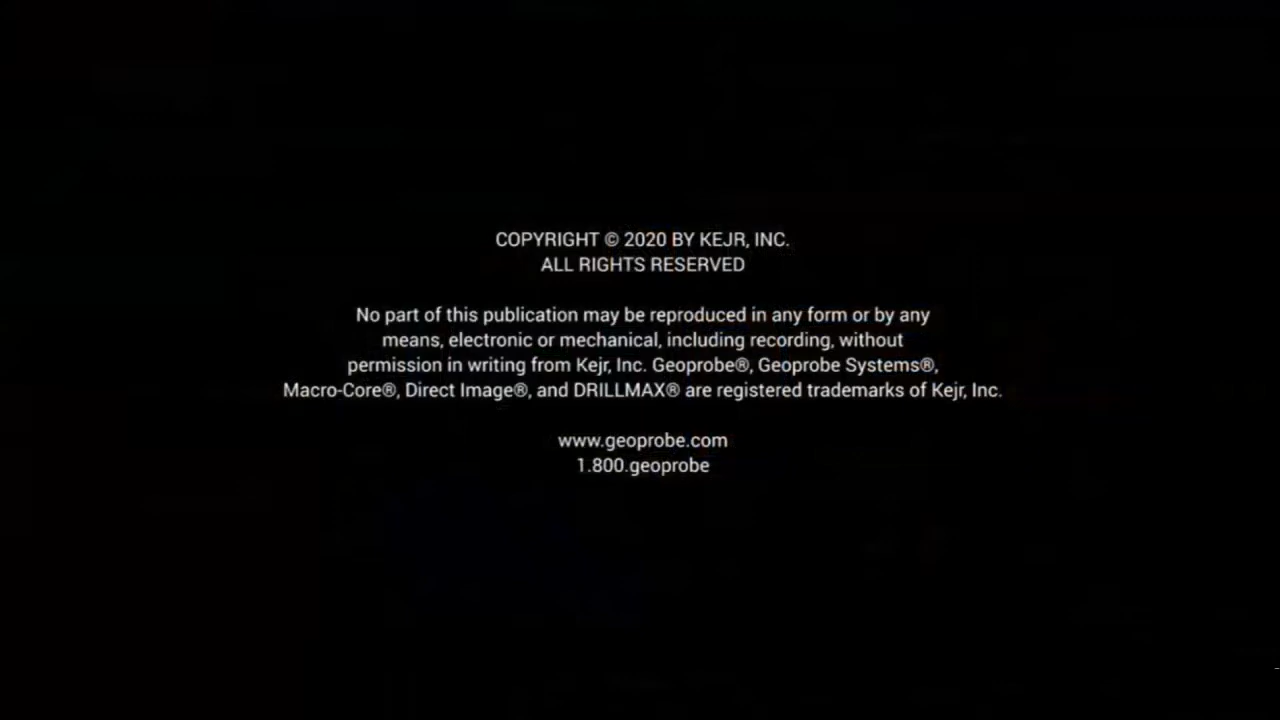 COPYRIGHT © 2020 BY KEJR, INC.
ALL RIGHTS RESERVED
No part of this publication may be reproduced in any form or by any
means, electronic or mechanical, including recording, without
permission in writing from Kejr, Inc. Geoprobe®, Geoprobe Systems®,
Macro-Core®, Direct Image®, and DRILLMAX® are registered trademarks of Kejr, Inc.
www.geoprobe.com
1.800.geoprobe